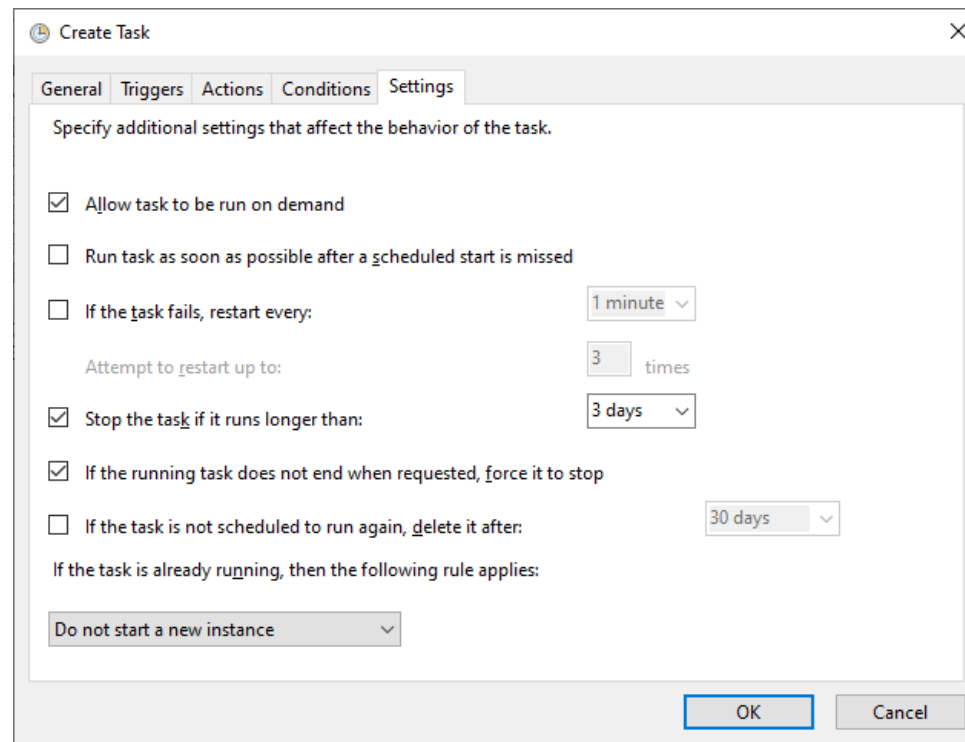 Create Task
General Triggers Actions Conditions Settings
Specify additional settings that affect the behavior of the task.
Allow task to be run on demand
Run task as soon as possible after a scheduled start is missed
If the task fails, restart every: 1 minute
Attempt to restart up to: 3 times
Stop the task if it runs longer than: 3 days
If the running task does not end when requested, force it to stop
If the task is not scheduled to run again, delete it after: 30 days
If the task is already running, then the following rule applies:
Do not start a new instance
OK Cancel